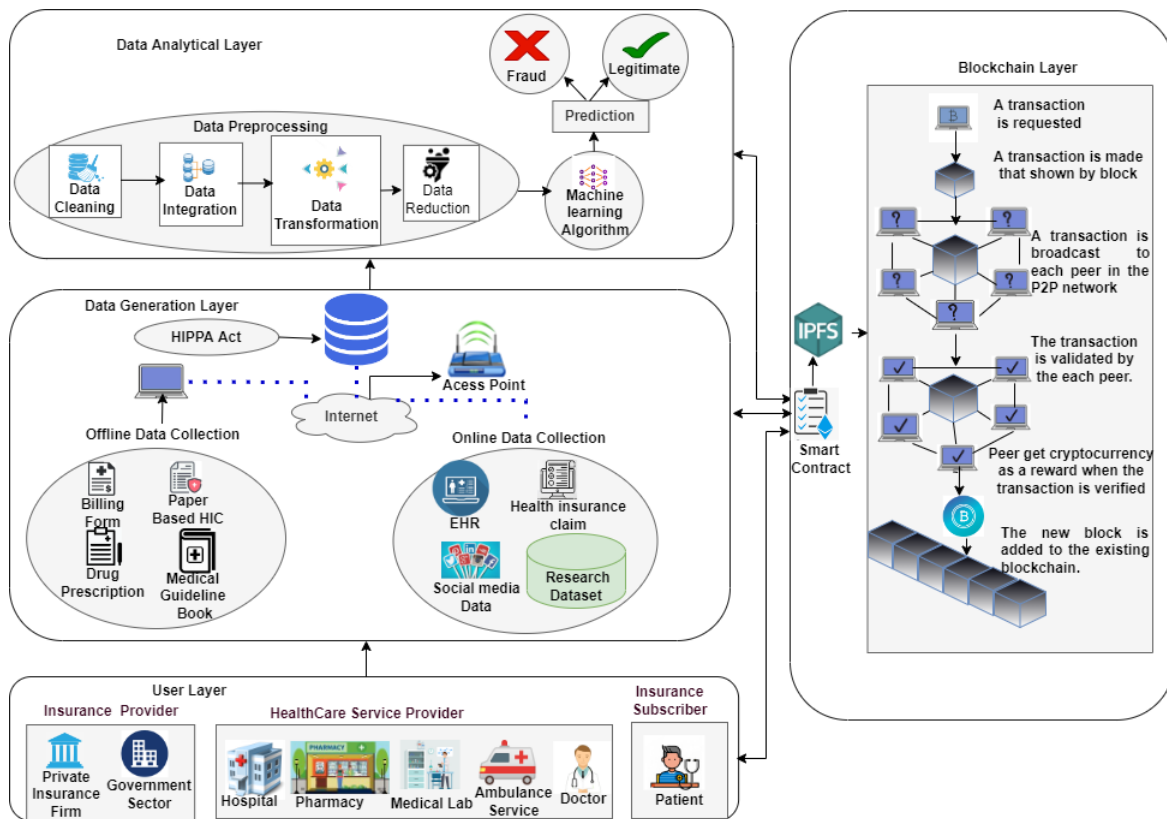 Data Analytical Layer
Fraud
Legitimate
Prediction
Data Preprocessing
Data
Cleaning
Data
Integration
Data
Transformation
Data
Reduction
Machine
learning
Algorithm
Data Generation Layer
HIPPA Act
Acess Point
Internet
Offline Data Collection
Billing
Form
Paper
Based HIC
Drug
Prescription
Medical
Guideline
Book
Online Data Collection
EHR
Health insurance
claim
Social media
Data
Research
Dataset
User Layer
Insurance Provider
Private
Insurance
Firm
Government
Sector
HealthCare Service Provider
Hospital
PHARMACY
Pharmacy
Medical Lab
Ambulance
Service
Doctor
Insurance
Subscriber
Patient
IPFS
Smart
Contract
Blockchain Layer
B
A transaction
is requested
A transaction is made
that shown by block
? ?
A transaction is
broadcast to
each peer in the
P2P network
? ?
?
The transaction
is validated by
the each peer.
Peer get cryptocurrency
as a reward when the
transaction is verified
B
The new block is
added to the existing
blockchain.